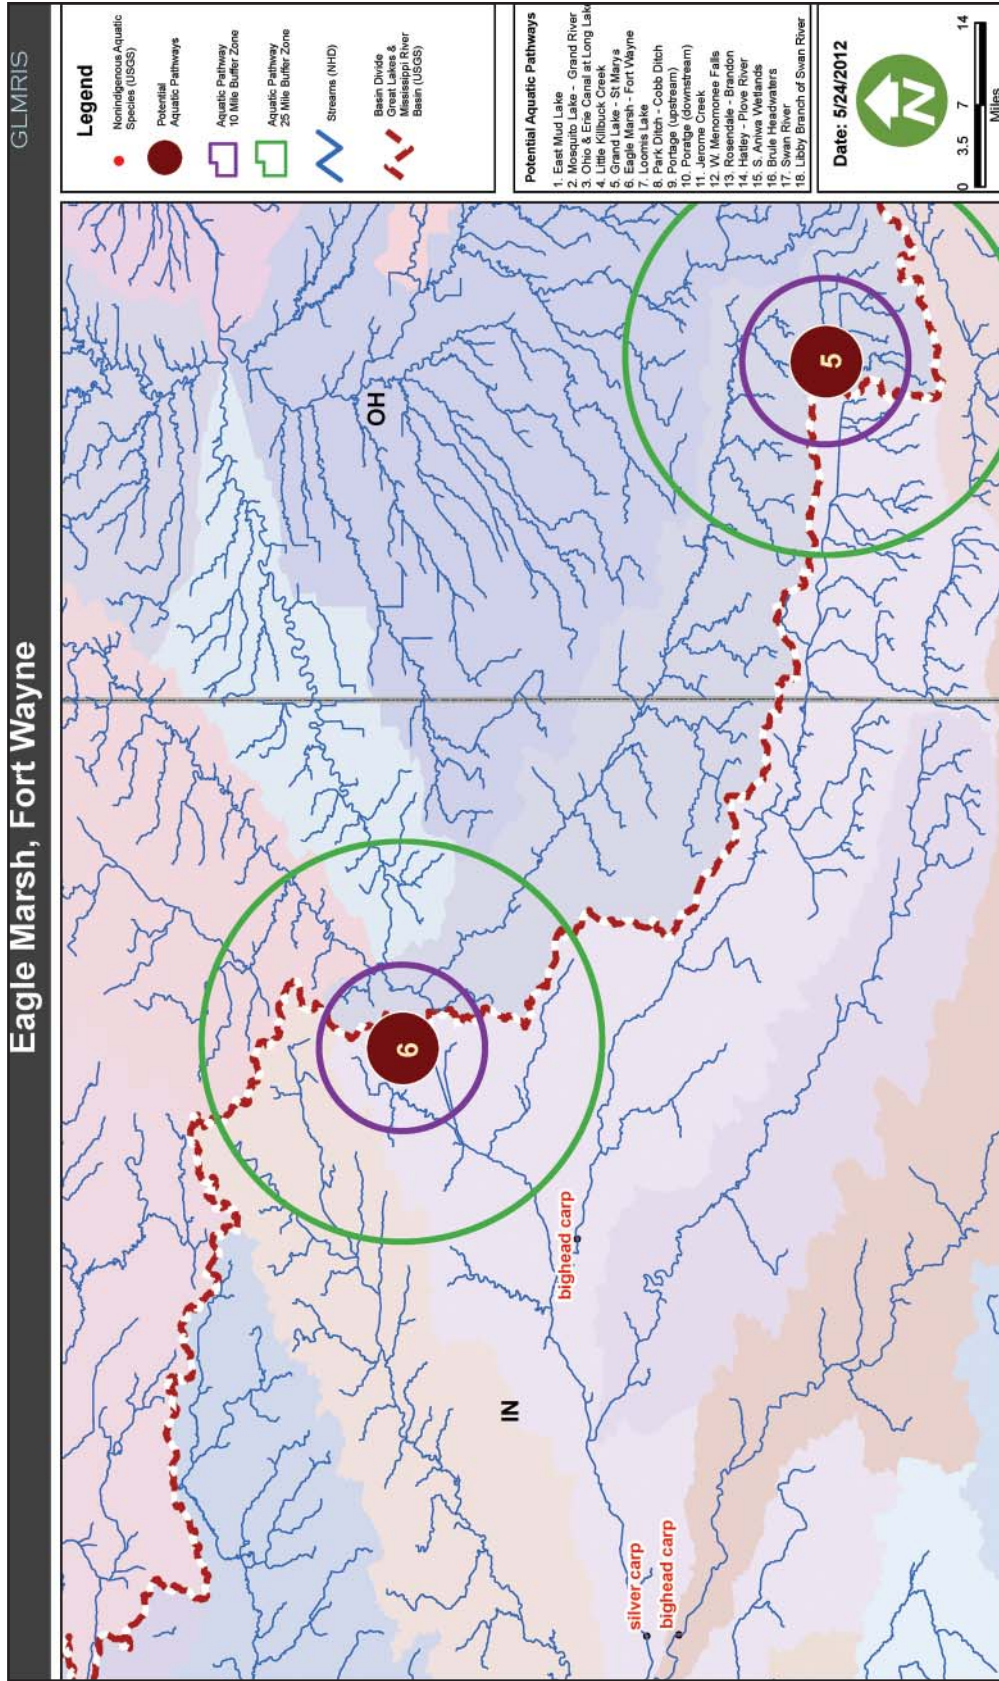 Eagle Marsh, Fort Wayne
GLMRIS
Legend
Nonindigenous Aquatic
Species (USGS)
Potential
Aquatic Pathways
Aquatic Pathway
10 Mile Buffer Zone
Aquatic Pathway
25 Mile Buffer Zone
Streams (NHD)
Basin Divide
Great Lakes &
Mississippi River
Basin (USGS)
Potential Aquatic Pathways
1. East Mud Lake
2. Mosquito Lake - Grand River
3. Ohio & Erie Canal at Long Lake
4. Little Killbuck Creek
5. Grand Lake - St Marys
6. Eagle Marsh - Fort Wayne
7. Loomis Lake
8. Park Ditch - Cobb Ditch
9. Portage (upstream)
10. Poratge (downstream)
11. Jerome Creek
12. W. Menomonee Falls
13. Rosendale - Brandon
14. Hatley - Plove River
15. S. Aniwa Wetlands
16. Brule Headwaters
17. Swan River
18. Libby Branch of Swan River
Date: 5/24/2012
N
0 3.5 7 14
Miles
OH
5
6
IN
bighead carp
silver carp
bighead carp